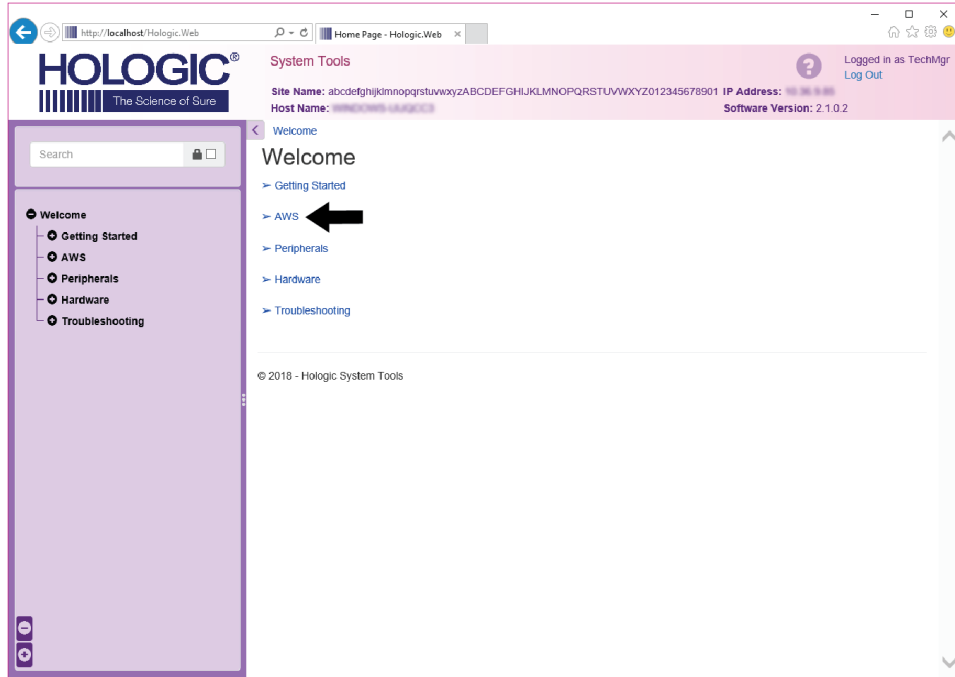 http://localhost/Hologic.Web
Home Page - Hologic.Web
HOLOGIC®
The Science of Sure
System Tools
Logged in as TechMgr
Log Out
Site Name: abcdefghijklmnopqrstuvwxyzABCDEFGHIJKLMNOPQRSTUVWXYZ012345678901 IP Address:
Host Name:
Software Version: 2.1.0.2
Search
Welcome
Getting Started
AWS
Peripherals
Hardware
Troubleshooting
Welcome
Welcome
➢ Getting Started
➢ AWS
➢ Peripherals
➢ Hardware
➢ Troubleshooting
© 2018 - Hologic System Tools